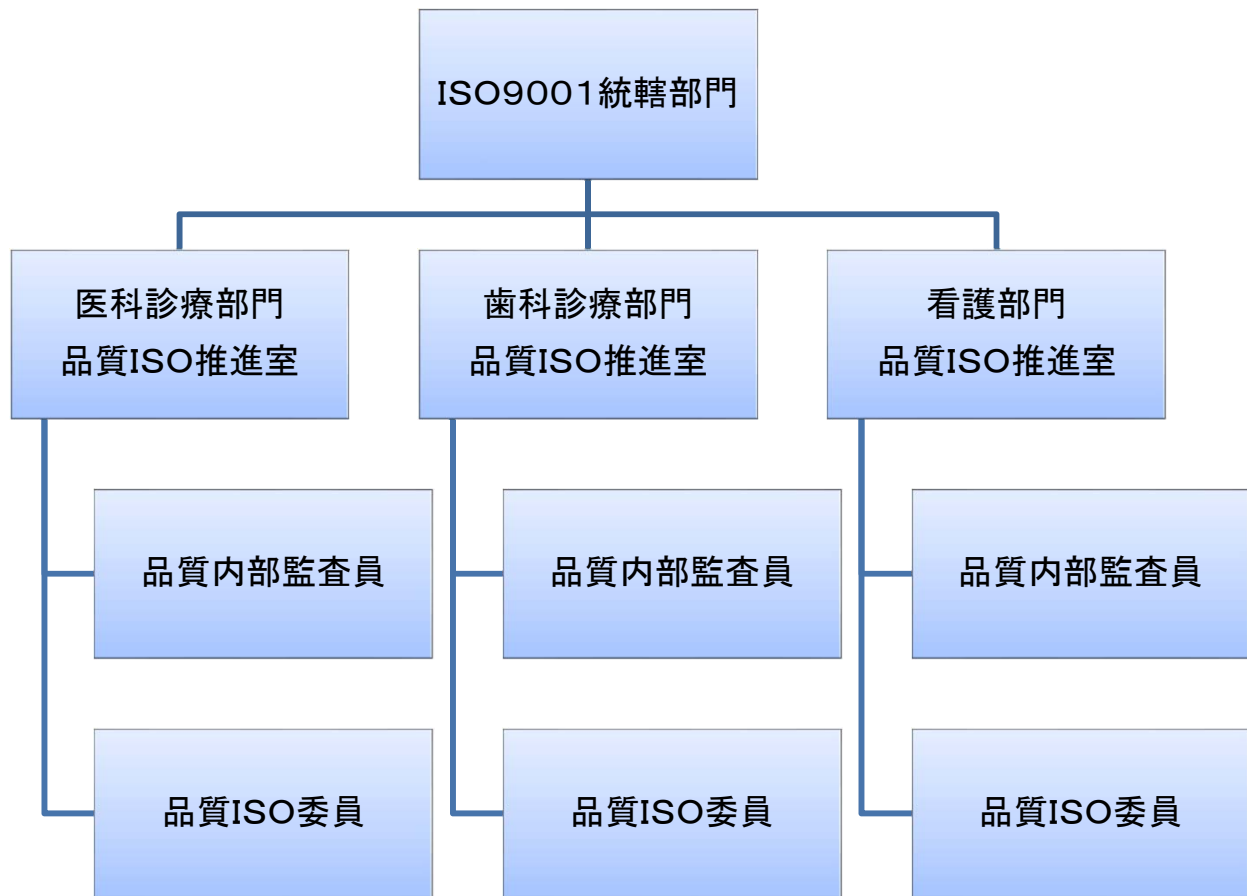 ISO9001統轄部門
医科診療部門
品質ISO推進室
歯科診療部門
品質ISO推進室
看護部門
品質ISO推進室
品質内部監査員
品質内部監査員
品質内部監査員
品質ISO委員
品質ISO委員
品質ISO委員